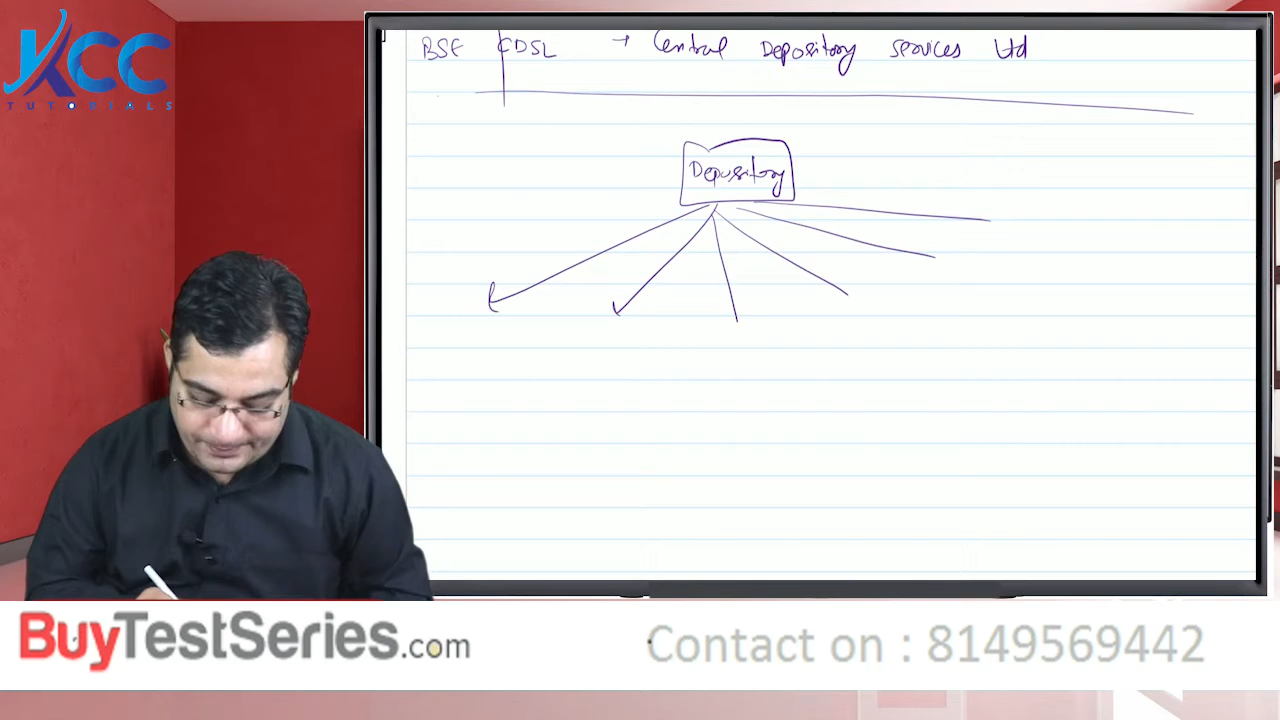 KCC
TUTORIALS
BSE CDSL → Central Depository Services Ltd
Depository
BuyTestSeries.com
Contact on : 8149569442